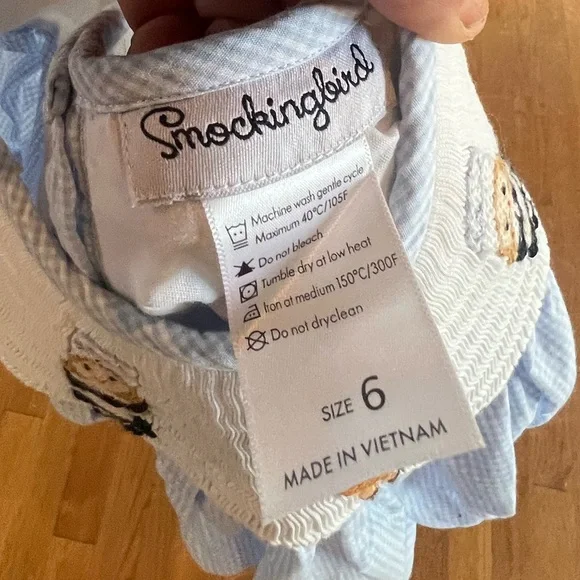 Smockingbird
Machine wash gentle cycle
Maximum 40°C/105F
Do not bleach
Tumble dry at low heat
Iron at medium 150°C/300F
Do not dryclean
SIZE 6
MADE IN VIETNAM